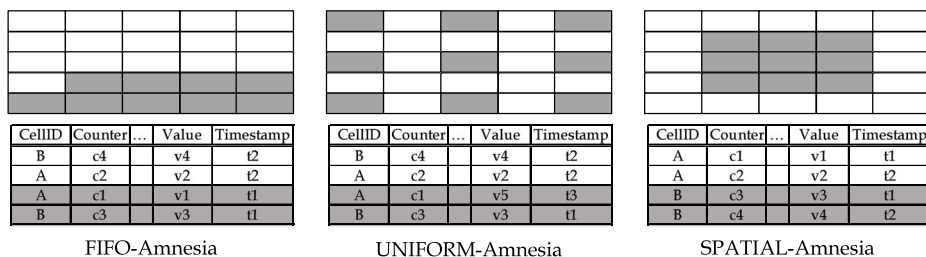 CellID Counter ... Value Timestamp
B c4 v4 t2
A c2 v2 t2
A c1 v1 t1
B c3 v3 t1
FIFO-Amnesia
CellID Counter ... Value Timestamp
B c4 v4 t2
A c2 v2 t2
A c1 v5 t3
B c3 v3 t1
UNIFORM-Amnesia
CellID Counter ... Value Timestamp
A c1 v1 t1
A c2 v2 t2
B c3 v3 t1
B c4 v4 t2
SPATIAL-Amnesia